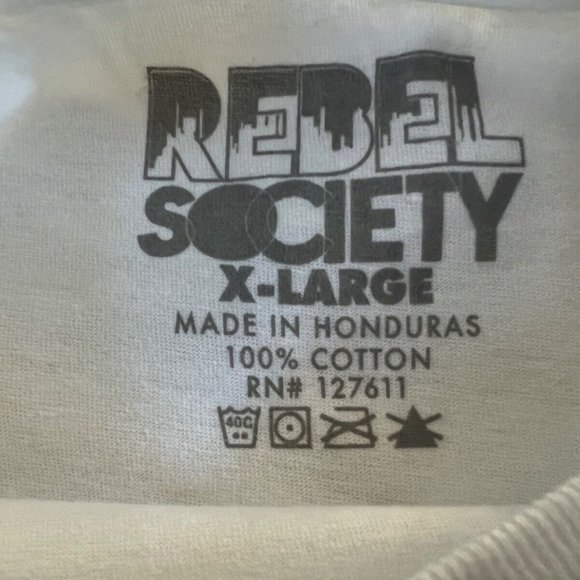 REBEL
SOCIETY
X-LARGE
MADE IN HONDURAS
100% COTTON
RN# 127611
40C